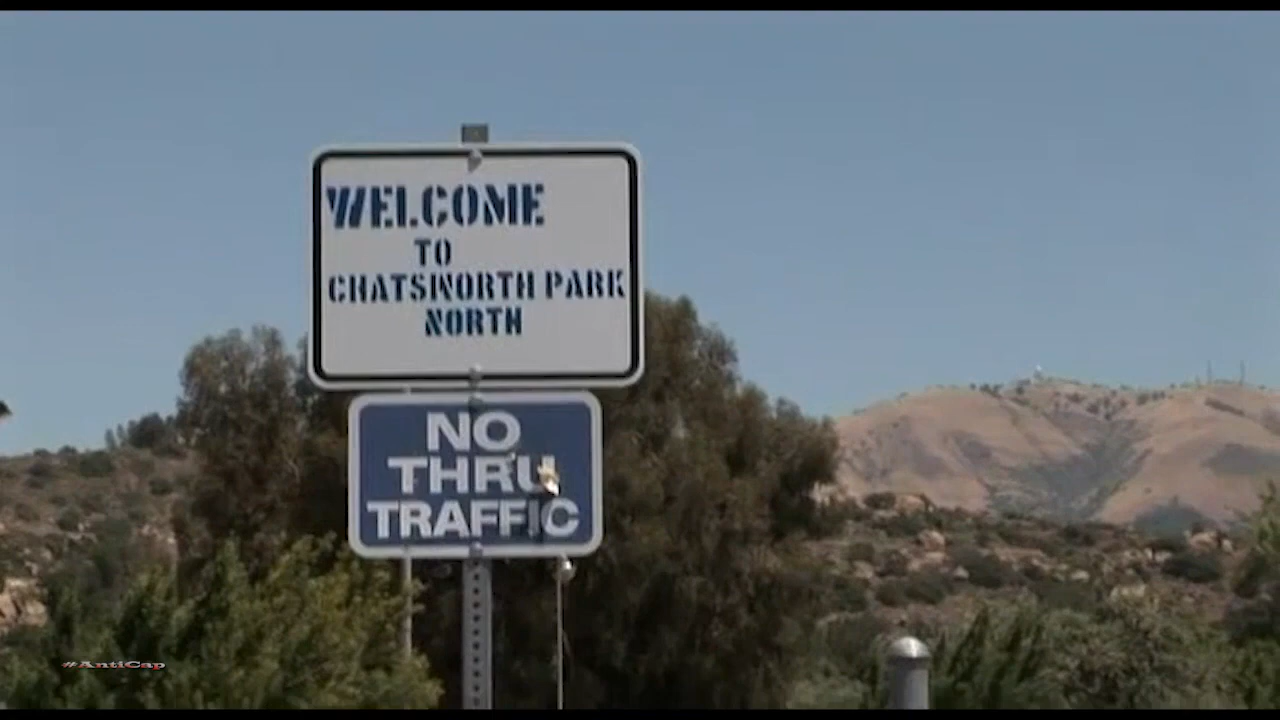 WELCOME
TO
CHATSWORTH PARK
NORTH
NO
THRU
TRAFFIC
#AntiCap